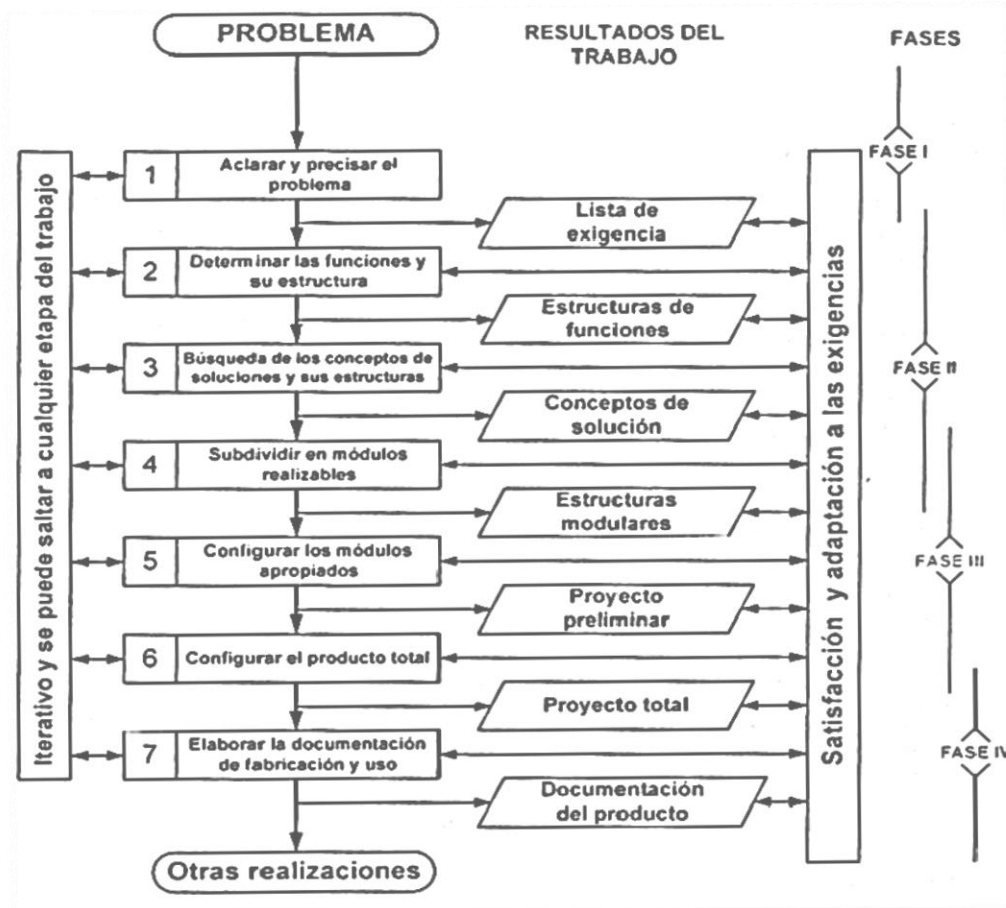 PROBLEMA
RESULTADOS DEL
TRABAJO
FASES
Iterativo y se puede saltar a cualquier etapa del trabajo
1
Aclarar y precisar el
problema
Lista de
exigencia
2
Determinar las funciones y
su estructura
Estructuras de
funciones
3
Búsqueda de los conceptos de
soluciones y sus estructuras
Conceptos de
solución
4
Subdividir en módulos
realizables
Estructuras
modulares
5
Configurar los módulos
apropiados
Proyecto
preliminar
6
Configurar el producto total
Proyecto total
7
Elaborar la documentación
de fabricación y uso
Documentación
del producto
Otras realizaciones
Satisfacción y adaptación a las exigencias
FASE I
FASE II
FASE III
FASE IV